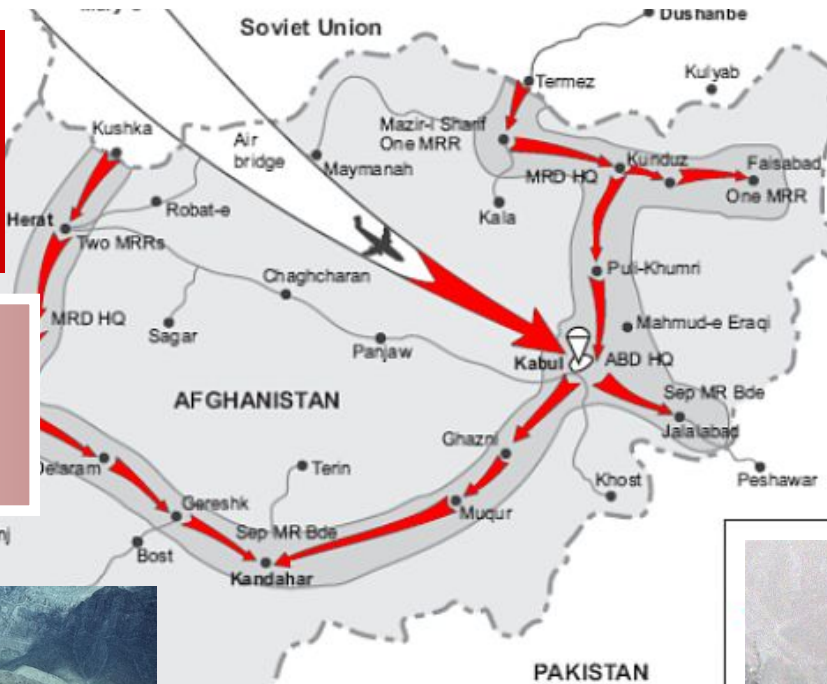 Dushanbe
Soviet Union
Termez
Kulyab
Kushka
Air
bridge
Mazir-i Sharif
One MRR
Maymanah
Kunduz
Faisabad
MRD HQ
One MRR
Robat-e
Kala
Herat
Two MRRs
Puli-Khumri
Chaghcharan
MRD HQ
Sagar
Panjaw
Mahmud-e Eraqi
Kabul
ABD HQ
AFGHANISTAN
Sep MR Bde
Jalalabad
Ghazni
Delaram
Terin
Khost
Peshawar
Gereshk
Muqur
Sep MR Bde
Bost
Kandahar
PAKISTAN